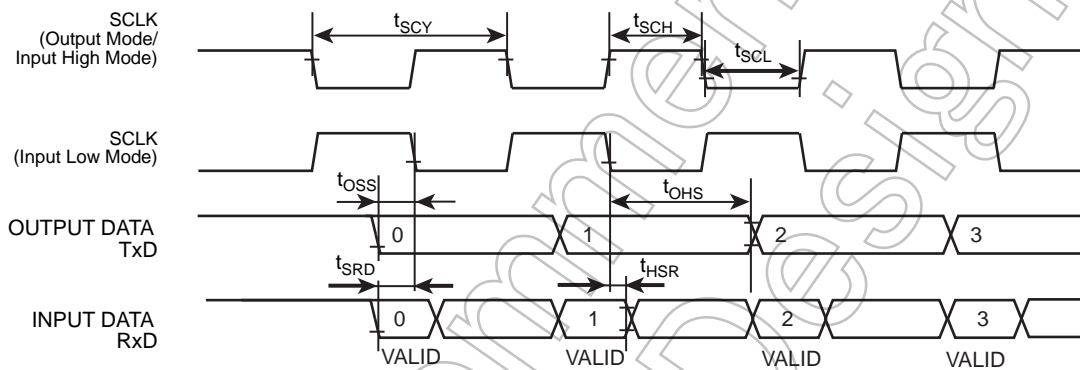 SCLK
(Output Mode/
Input High Mode)
tSCY
tSCH
tSCL
SCLK
(Input Low Mode)
tOSS
tOHS
OUTPUT DATA
TxD
0
1
2
3
tSRD
tHSR
INPUT DATA
RxD
0
1
2
3
VALID
VALID
VALID
VALID